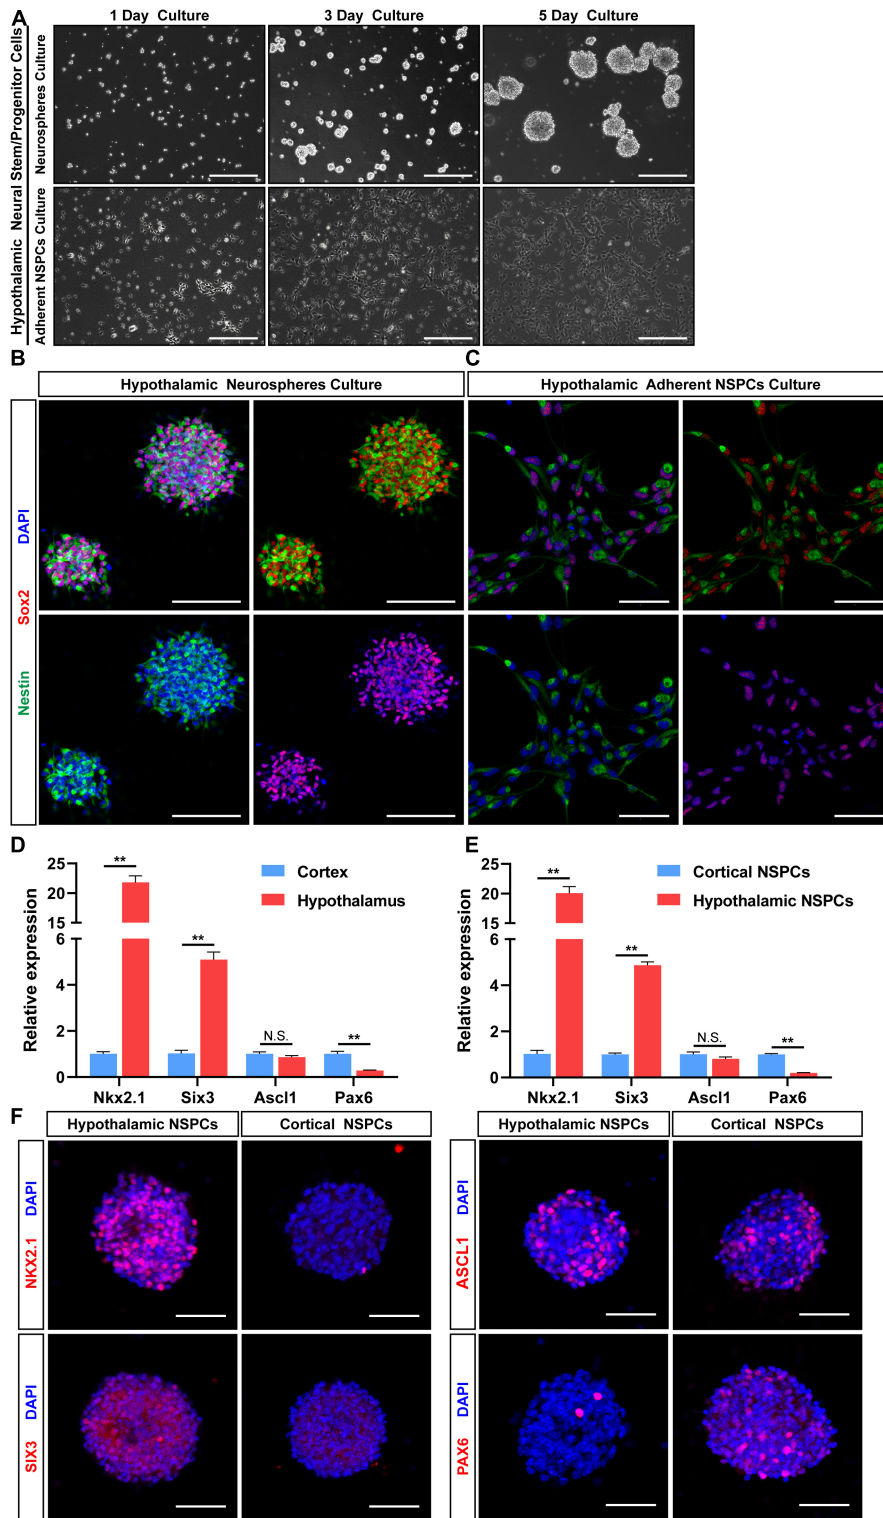 A
1 Day Culture
3 Day Culture
5 Day Culture
Hypothalamic Neural Stem/Progenitor Cells
Neurospheres Culture
Adherent NSPCs Culture
B
Hypothalamic Neurospheres Culture
C
Hypothalamic Adherent NSPCs Culture
Nestin Sox2 DAPI
D
Relative expression
25
20
15
6
4
2
0
**
**
N.S.
**
Cortex
Hypothalamus
Nkx2.1
Six3
Ascl1
Pax6
E
Relative expression
25
20
15
6
4
2
0
**
**
N.S.
**
Cortical NSPCs
Hypothalamic NSPCs
Nkx2.1
Six3
Ascl1
Pax6
F
Hypothalamic NSPCs
Cortical NSPCs
Hypothalamic NSPCs
Cortical NSPCs
NKX2.1 DAPI
ASCL1 DAPI
SIX3 DAPI
PAX6 DAPI